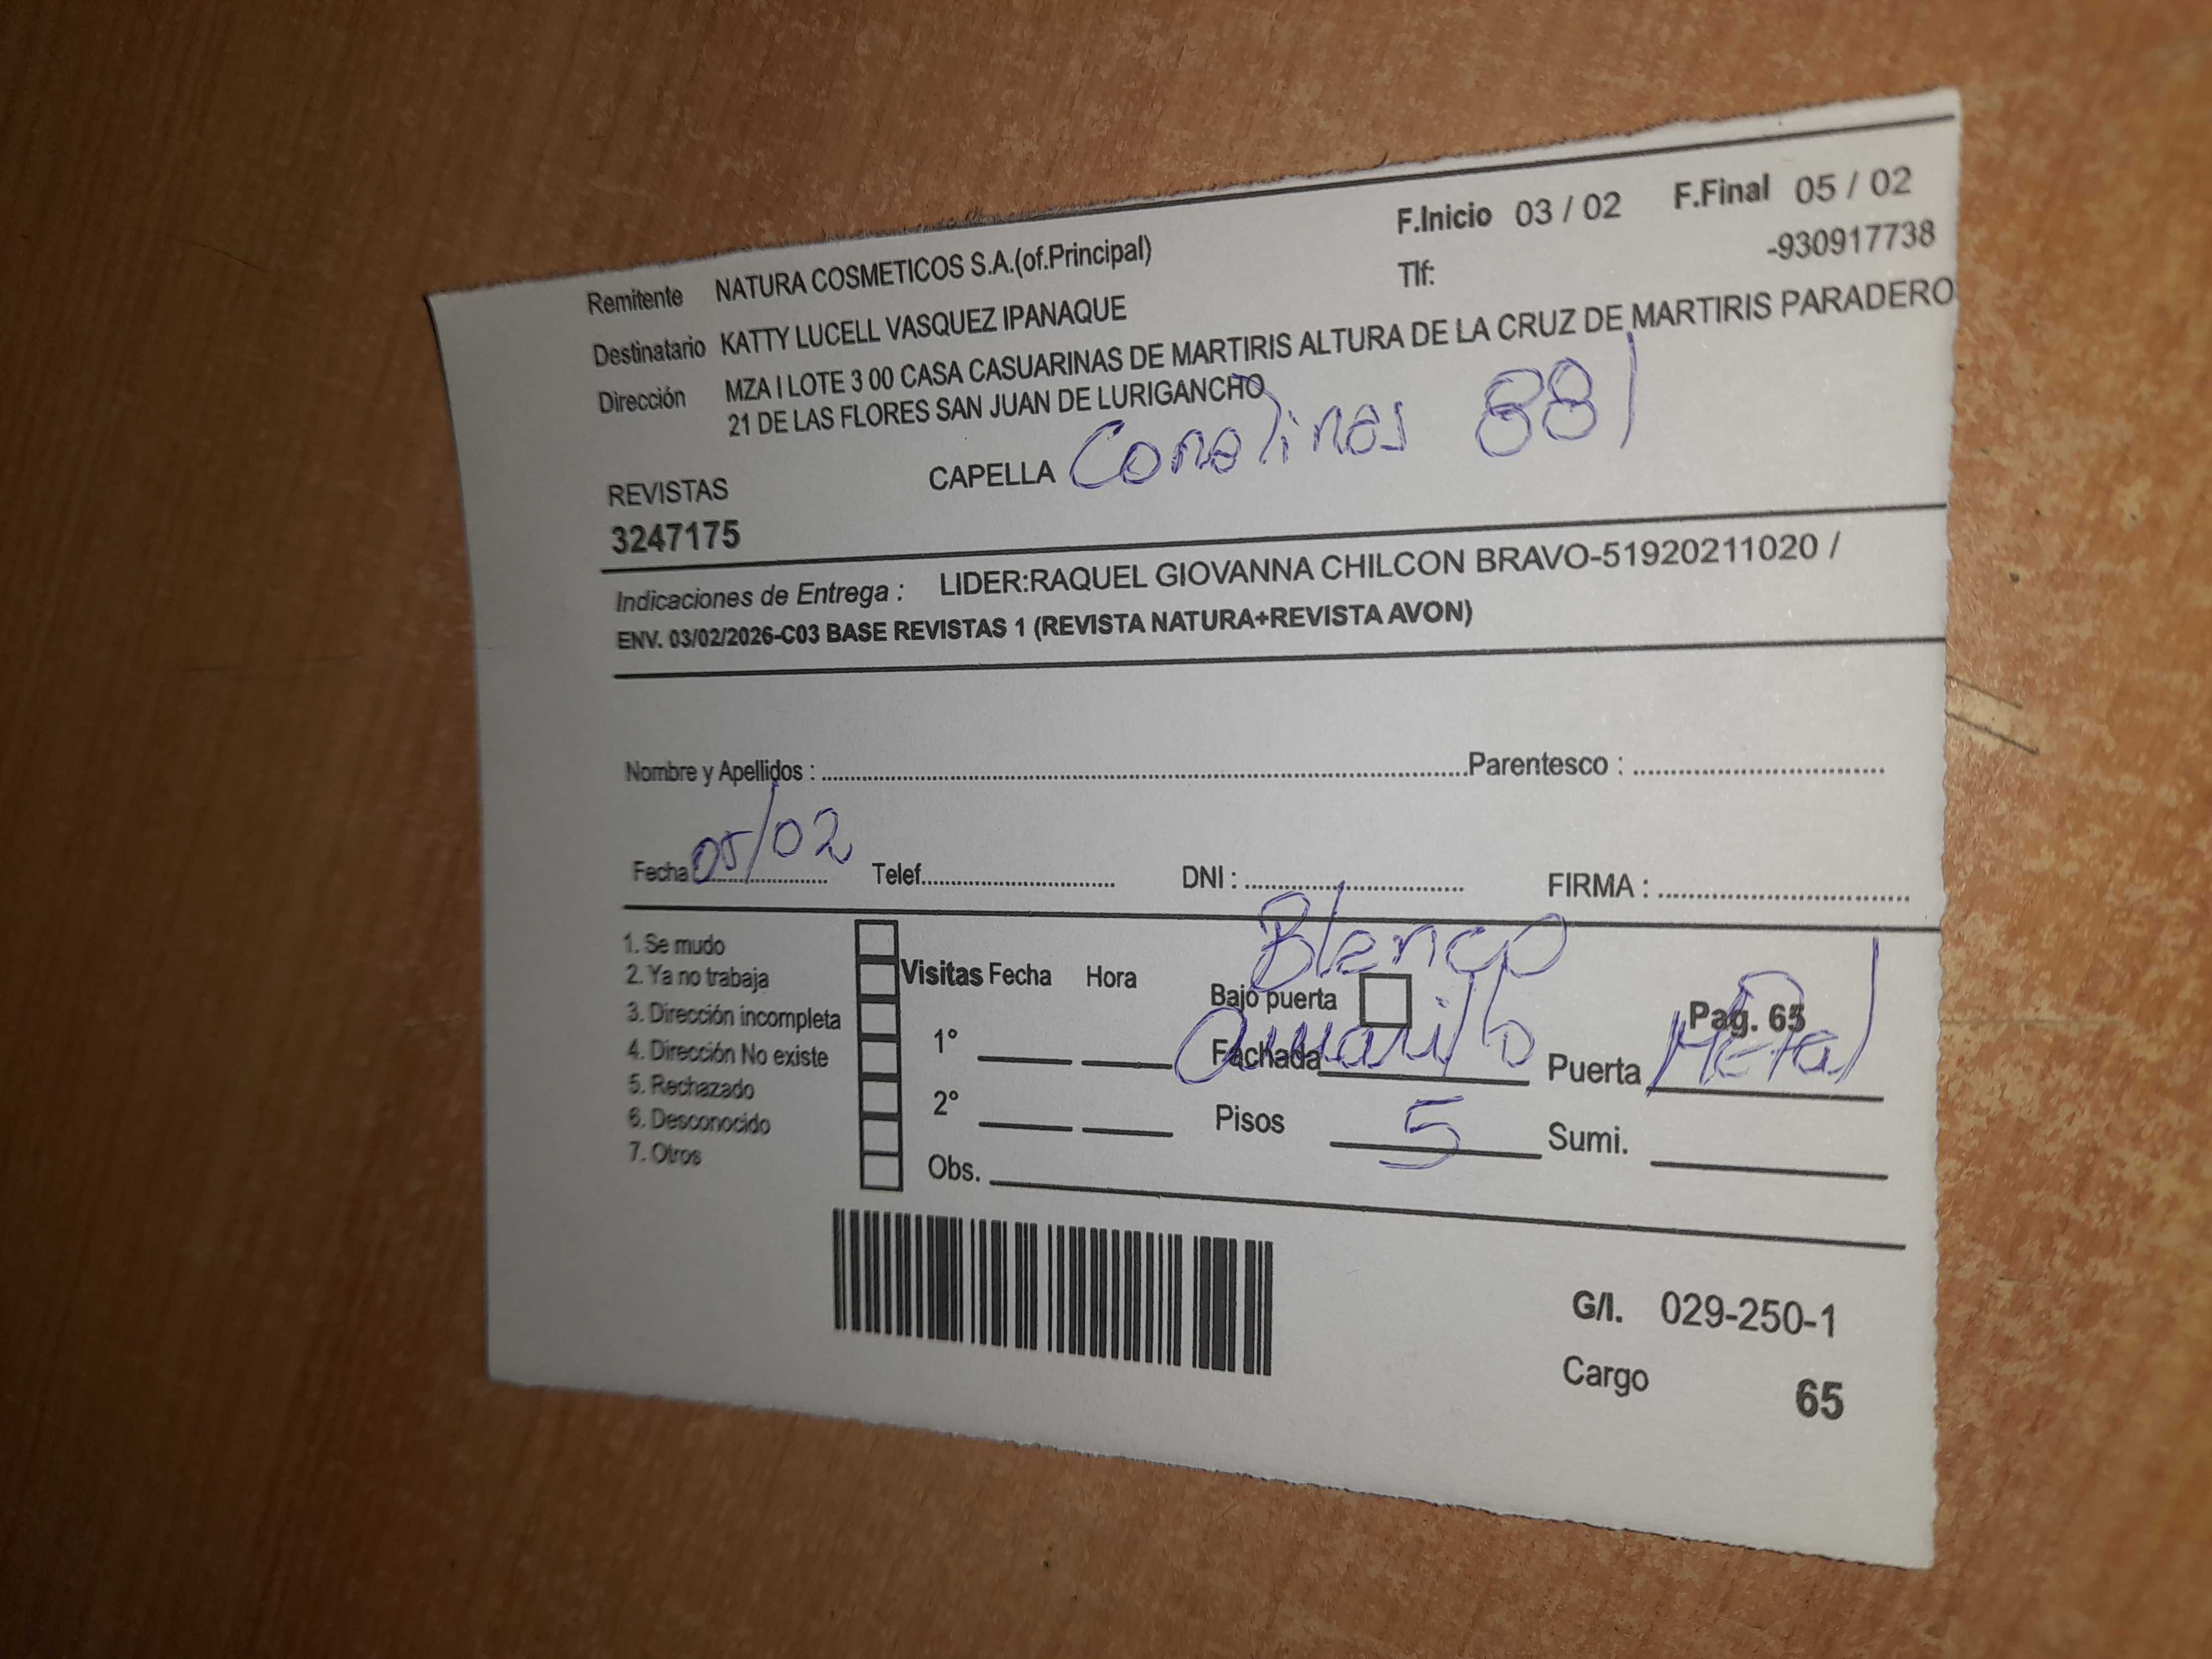 F.Inicio 03 / 02 F.Final 05 / 02
Remitente NATURA COSMETICOS S.A.(of.Principal) Tlf: -930917738
Destinatario KATTY LUCELL VASQUEZ IPANAQUE
Dirección MZA I LOTE 3 00 CASA CASUARINAS DE MARTIRIS ALTURA DE LA CRUZ DE MARTIRIS PARADERO
21 DE LAS FLORES SAN JUAN DE LURIGANCHO
REVISTAS CAPELLA 881
3247175
Indicaciones de Entrega : LIDER:RAQUEL GIOVANNA CHILCON BRAVO-51920211020 /
ENV. 03/02/2026-C03 BASE REVISTAS 1 (REVISTA NATURA+REVISTA AVON)
Nombre y Apellidos : Parentesco :
Fecha 05/02 Telef. DNI : FIRMA :
1. Se mudo
2. Ya no trabaja
3. Dirección incompleta
4. Dirección No existe
5. Rechazado
6. Desconocido
7. Otros
Visitas Fecha Hora
1°
2°
Obs.
Blanco
Bajo puerta Pag. 65
Fachada amarillo Puerta Metal
Pisos 5 Sumi.
G/I. 029-250-1
Cargo 65